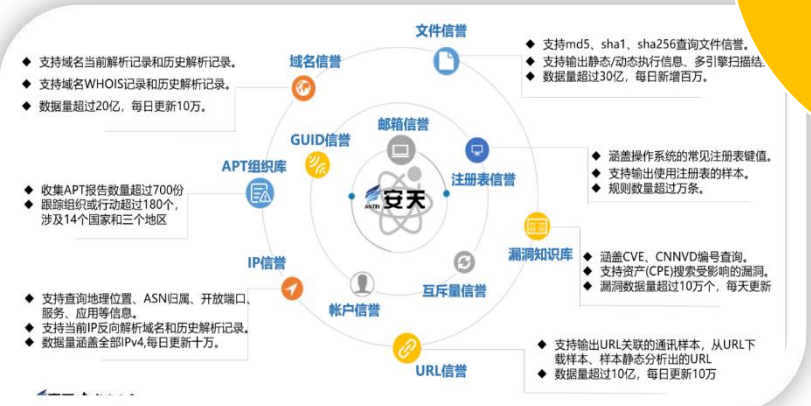 文件信誉
◆ 支持md5、sha1、sha256查询文件信誉。
◆ 支持输出静态/动态执行信息、多引擎扫描结
◆ 数据量超过30亿，每日新增百万。
域名信誉
◆ 支持域名当前解析记录和历史解析记录。
◆ 支持域名WHOIS记录和历史解析记录。
◆ 数据量超过20亿，每日更新10万。
邮箱信誉
GUID信誉
注册表信誉
◆ 涵盖操作系统的常见注册表键值。
◆ 支持输出使用注册表的样本。
◆ 规则数量超过万条。
APT组织库
◆ 收集APT报告数量超过700份
◆ 跟踪组织或行动超过180个，
涉及14个国家和三个地区
ANTIY 安天
漏洞知识库
◆ 涵盖CVE、CNNVD编号查询。
◆ 支持资产(CPE)搜索受影响的漏洞。
◆ 漏洞数据量超过10万个，每天更新
IP信誉
◆ 支持查询地理位置、ASN归属、开放端口、
服务、应用等信息。
◆ 支持当前IP反向解析域名和历史解析记录。
◆ 数据量涵盖全部IPv4,每日更新十万。
互斥量信誉
帐户信誉
URL信誉
◆ 支持输出URL关联的通讯样本，从URL下
载样本、样本静态分析出的URL
◆ 数据量超过10亿，每日更新10万